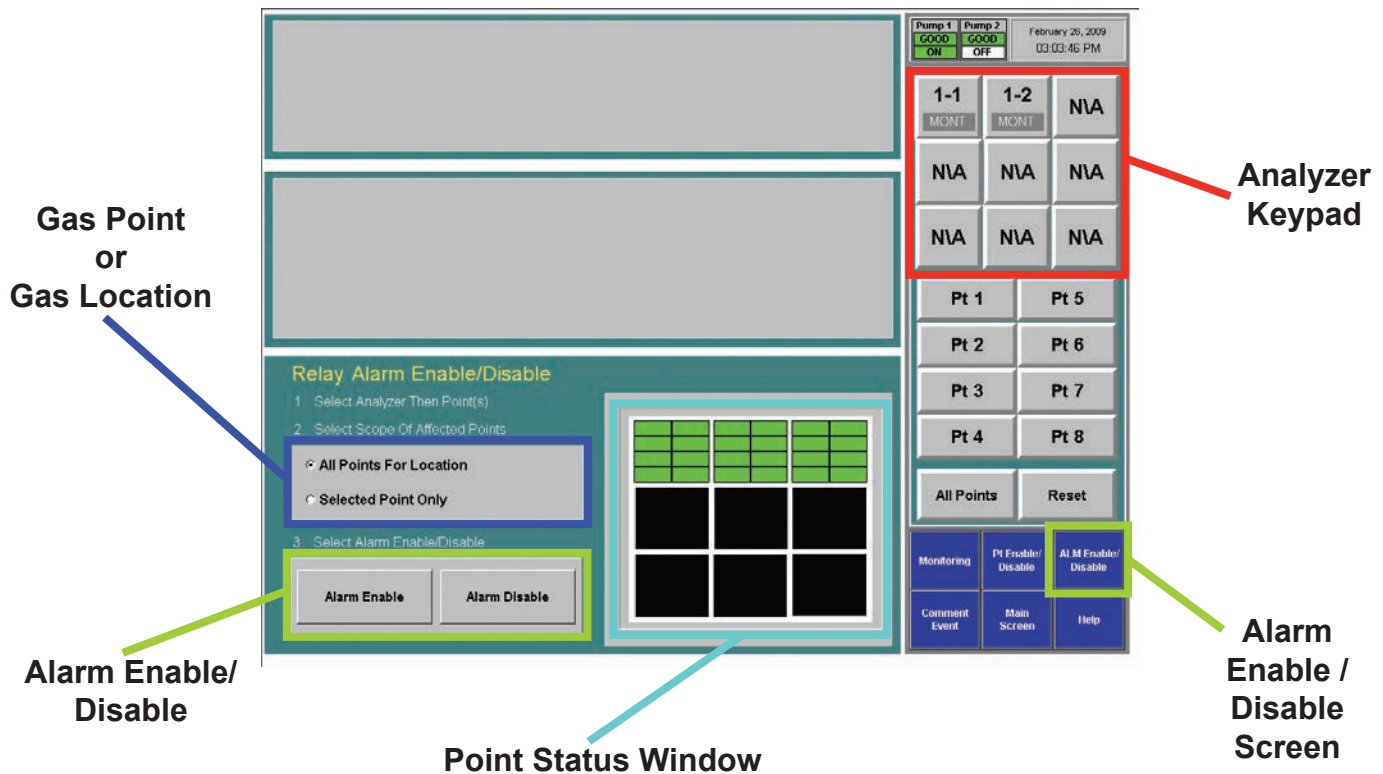 Pump 1 Pump 2
GOOD GOOD
ON OFF
February 26, 2009
03:03:46 PM
1-1 1-2 N\A
MONT MONT
N\A N\A N\A
N\A N\A N\A
Analyzer
Keypad
Gas Point
or
Gas Location
Pt 1 Pt 5
Pt 2 Pt 6
Pt 3 Pt 7
Pt 4 Pt 8
All Points Reset
Relay Alarm Enable/Disable
1. Select Analyzer Then Point(s)
2. Select Scope Of Affected Points
All Points For Location
Selected Point Only
3. Select Alarm Enable/Disable
Alarm Enable Alarm Disable
Monitoring PI Enable/ ALM Enable/
Disable Disable
Comment Main Help
Event Screen
Alarm Enable/
Disable
Point Status Window
Alarm
Enable /
Disable
Screen